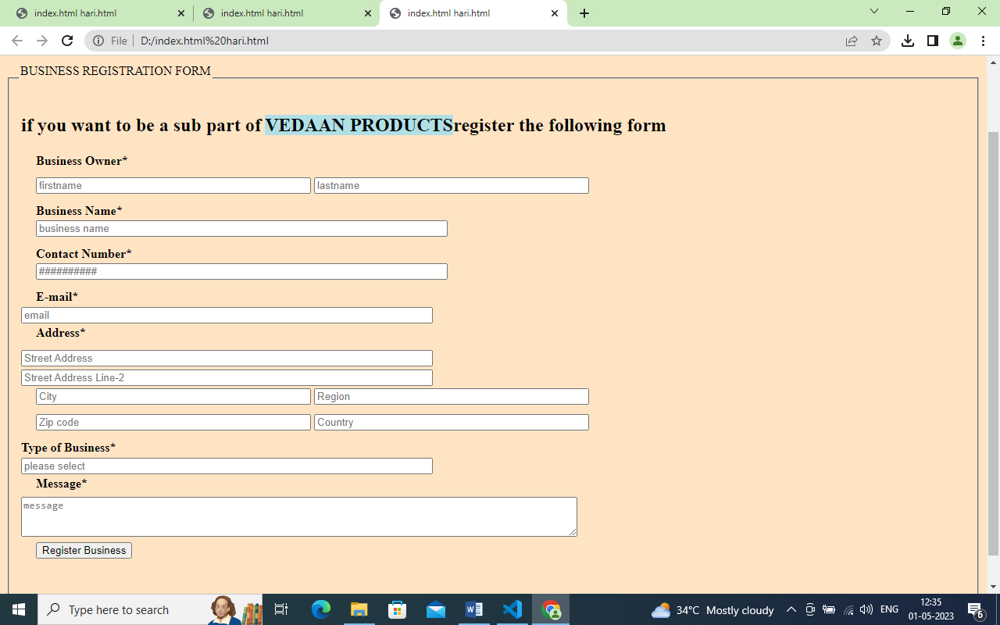 index.html hari.html index.html hari.html index.html hari.html
File D:/index.html%20hari.html
BUSINESS REGISTRATION FORM
if you want to be a sub part of VEDAAN PRODUCTSregister the following form
Business Owner*
firstname lastname
Business Name*
business name
Contact Number*
##########
E-mail*
email
Address*
Street Address
Street Address Line-2
City Region
Zip code Country
Type of Business*
please select
Message*
message
Register Business
Type here to search 34°C Mostly cloudy ENG 12:35
01-05-2023 6